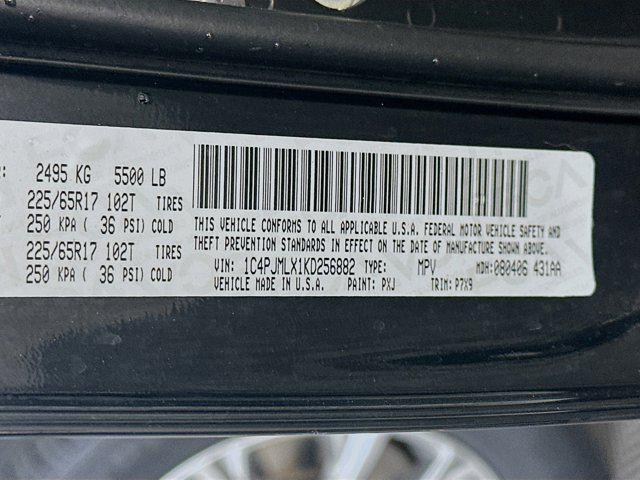 2495 KG 5500 LB
225/65R17 102T TIRES
250 KPA ( 36 PSI) COLD
225/65R17 102T TIRES
250 KPA ( 36 PSI) COLD
THIS VEHICLE CONFORMS TO ALL APPLICABLE U.S.A. FEDERAL MOTOR VEHICLE SAFETY AND
THEFT PREVENTION STANDARDS IN EFFECT ON THE DATE OF MANUFACTURE SHOWN ABOVE.
VIN: 1C4PJMLX1KD256882 TYPE: MPV MDH:080406 431AA
VEHICLE MADE IN U.S.A. PAINT: PXJ TRIM: P7X9